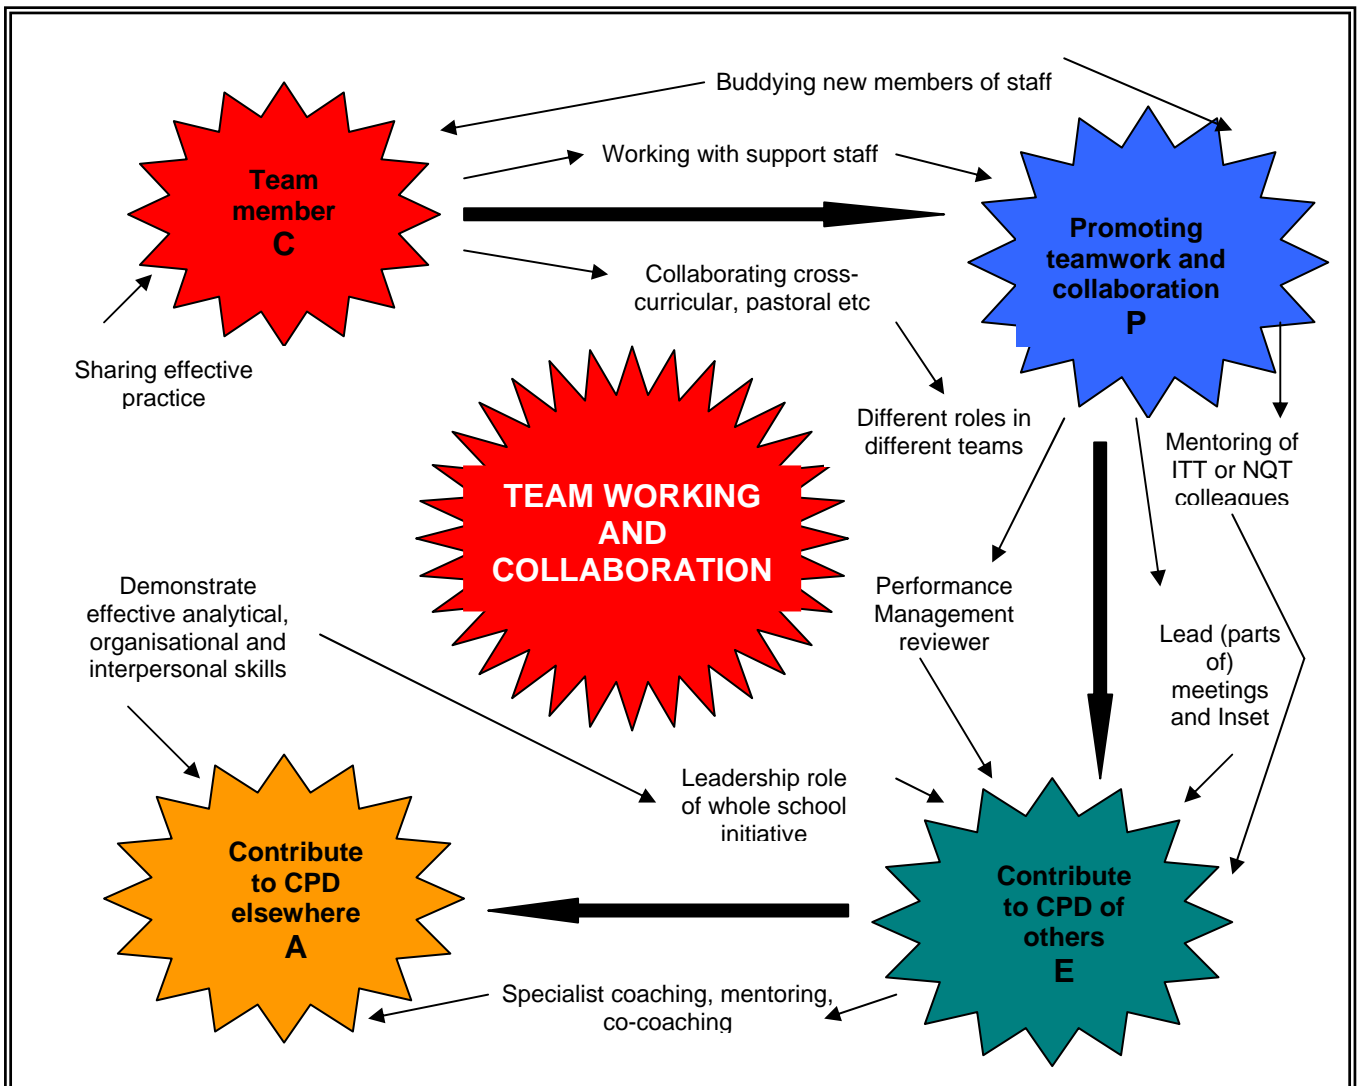 Buddying new members of staff
Working with support staff
Team
member
C
Promoting
teamwork and
collaboration
P
Collaborating cross-
curricular, pastoral etc
Sharing effective
practice
Different roles in
different teams
Mentoring of
ITT or NQT
colleagues
TEAM WORKING
AND
COLLABORATION
Demonstrate
effective analytical,
organisational and
interpersonal skills
Performance
Management
reviewer
Lead (parts
of)
meetings
and Inset
Leadership role
of whole school
initiative
Contribute
to CPD
elsewhere
A
Contribute
to CPD of
others
E
Specialist coaching, mentoring,
co-coaching